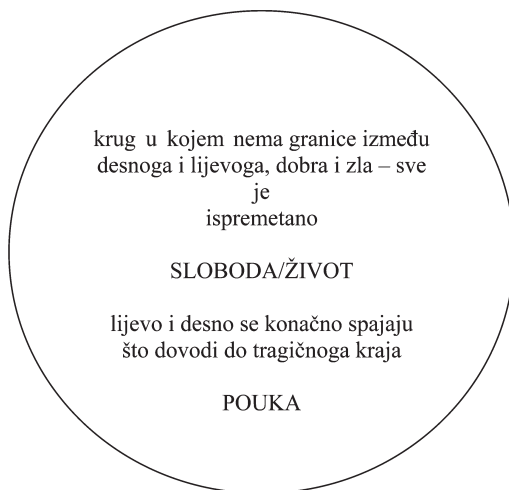 krug u kojem nema granice između
desnoga i lijevoga, dobra i zla – sve
je
ispremetano
SLOBODA/ŽIVOT
lijevo i desno se konačno spajaju
što dovodi do tragičnoga kraja
POUKA